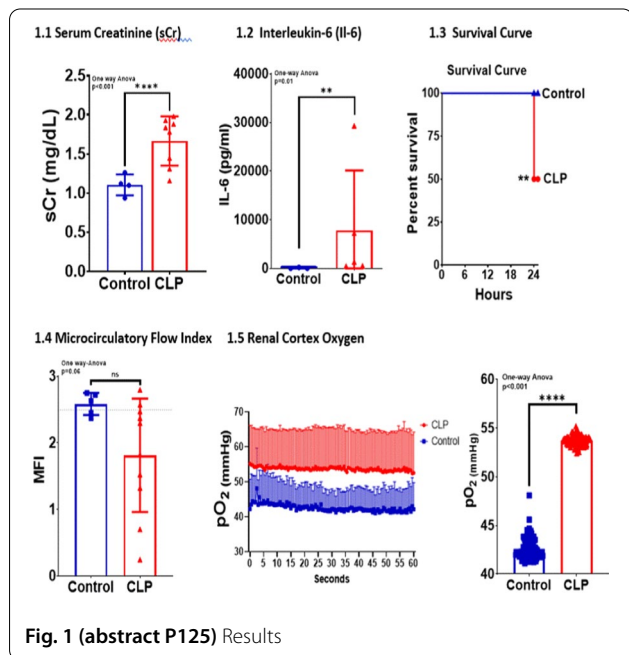 1.1 Serum Creatinine (sCr)
One way Anova
p<0.001
****
sCr (mg/dL)
2.5
2.0
1.5
1.0
0.5
0.0
Control CLP
1.2 Interleukin-6 (Il-6)
One-way Anova
p=0.01
**
IL-6 (pg/ml)
40000
30000
20000
10000
0
Control CLP
1.3 Survival Curve
Survival Curve
Percent survival
100
75
50
25
0
Control
** CLP
0 6 12 18 24
Hours
1.4 Microcirculatory Flow Index
One way-Anova
p=0.06
ns
MFI
3
2
1
0
Control CLP
1.5 Renal Cortex Oxygen
pO2 (mmHg)
70
60
50
40
30
CLP
Control
0 5 10 15 20 25 30 35 40 45 50 55 60
Seconds
One-way Anova
p<0.001
****
pO2 (mmHg)
60
55
50
45
40
Control CLP
Fig. 1 (abstract P125) Results